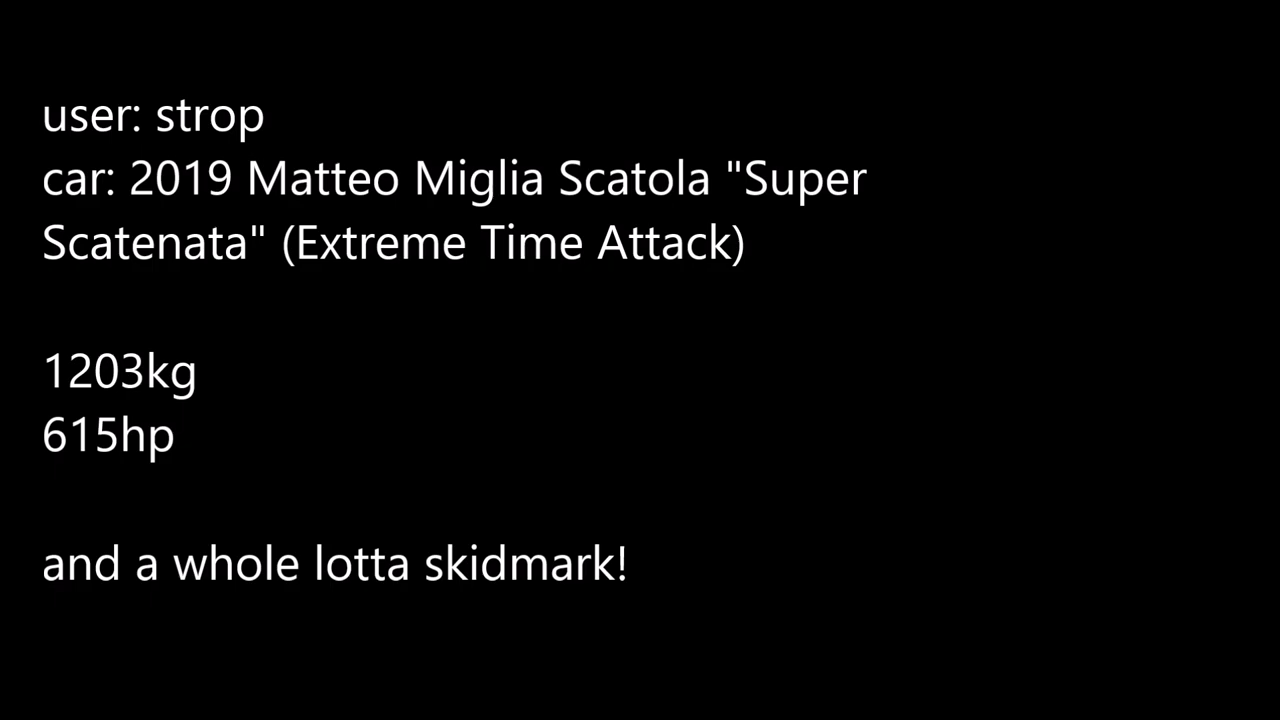 user: strop
car: 2019 Matteo Miglia Scatola "Super
Scatenata" (Extreme Time Attack)
1203kg
615hp
and a whole lotta skidmark!